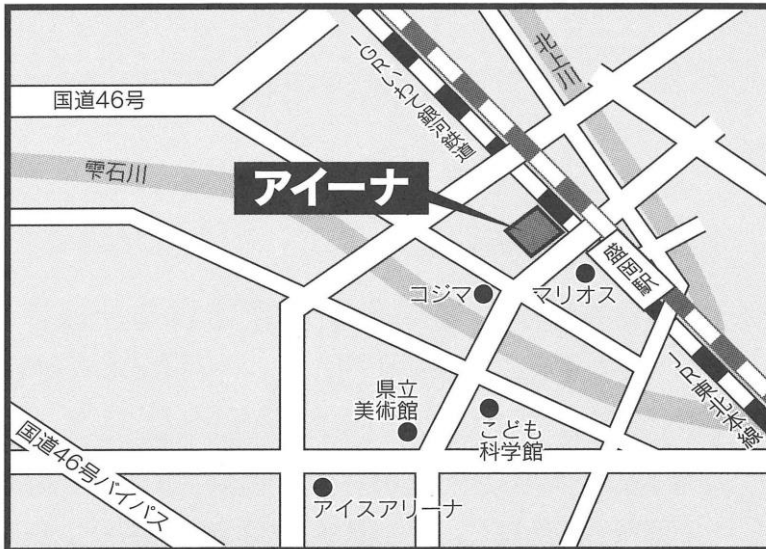 国道46号
IGRいわて銀河鉄道
北上川
雫石川
アイーナ
盛岡駅
コジマ
マリオス
県立
美術館
こども
科学館
JR東北本線
国道46号バイパス
アイスアリーナ